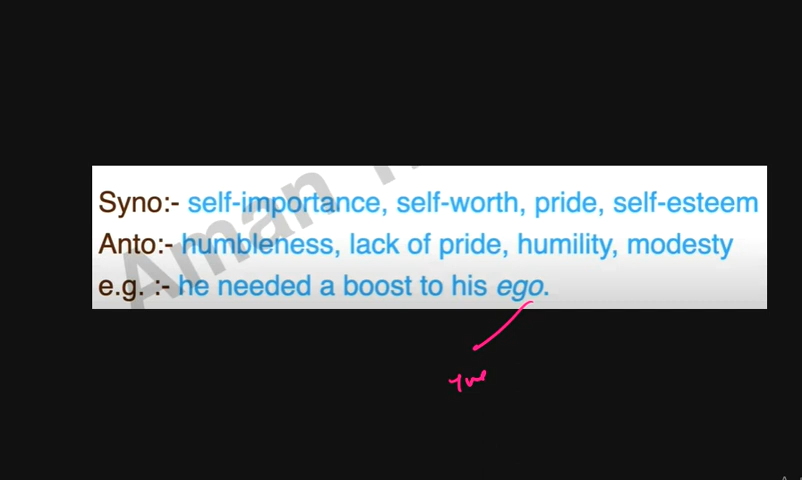 Syno:- self-importance, self-worth, pride, self-esteem
Anto:- humbleness, lack of pride, humility, modesty
e.g. :- he needed a boost to his ego.
Aman